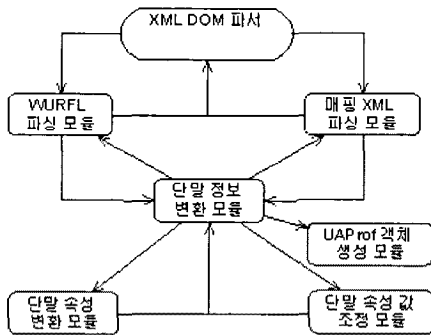 XML DOM 파서
WURFL
파싱 모듈
매핑 XML
파싱 모듈
단말 정보
변환 모듈
UAProf 객체
생성 모듈
단말 속성
변환 모듈
단말 속성 값
조정 모듈